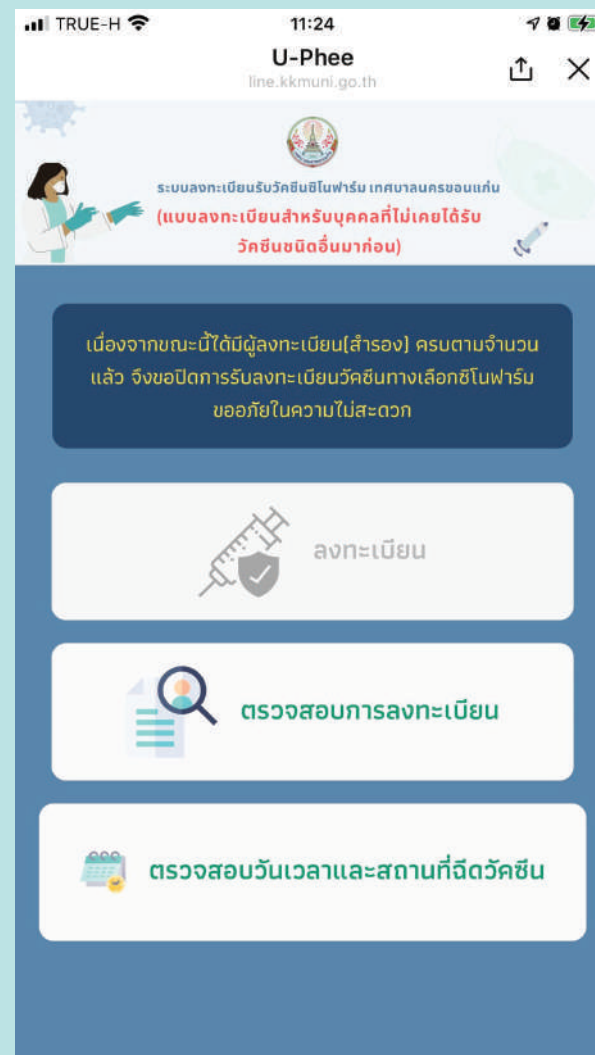 TRUE-H
11:24
U-Phee
line.kkmuni.go.th
ระบบลงทะเบียนรับวัคซีนซิโนฟาร์ม เทศบาลนครขอนแก่น
(แบบลงทะเบียนสำหรับบุคคลที่ไม่เคยได้รับ
วัคซีนชนิดอื่นมาก่อน)
เนื่องจากขณะนี้ได้มีผู้ลงทะเบียน(สำรอง) ครบตามจำนวน
แล้ว จึงขอปิดการรับลงทะเบียนวัคซีนทางเลือกซิโนฟาร์ม
ขออภัยในความไม่สะดวก
ลงทะเบียน
ตรวจสอบการลงทะเบียน
ตรวจสอบวันเวลาและสถานที่ฉีดวัคซีน